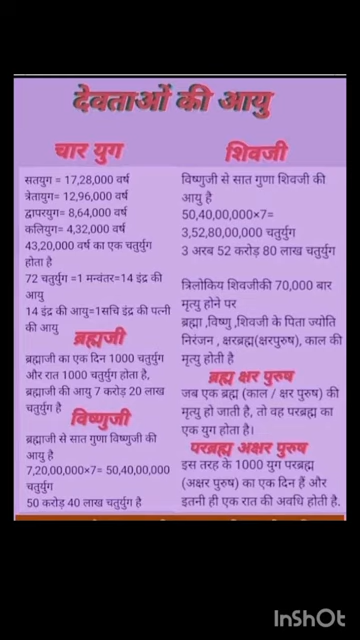 देवताओं की आयु
चार युग
सतयुग = 17,28,000 वर्ष
त्रेतायुग= 12,96,000 वर्ष
द्वापरयुग= 8,64,000 वर्ष
कलियुग= 4,32,000 वर्ष
43,20,000 वर्ष का एक चतुर्युग
होता है
72 चतुर्युग =1 मन्वंतर=14 इंद्र की
आयु
14 इंद्र की आयु=1सचि इंद्र की पत्नी
की आयु
ब्रह्मजी
ब्रह्माजी का एक दिन 1000 चतुर्युग
और रात 1000 चतुर्युग होता है,
ब्रह्माजी की आयु 7 करोड़ 20 लाख
चतुर्युग है
विष्णुजी
ब्रह्माजी से सात गुणा विष्णुजी की
आयु है
7,20,00,000×7= 50,40,00,000
चतुर्युग
50 करोड़ 40 लाख चतुर्युग है
शिवजी
विष्णुजी से सात गुणा शिवजी की
आयु है
50,40,00,000×7=
3,52,80,00,000 चतुर्युग
3 अरब 52 करोड़ 80 लाख चतुर्युग
त्रिलोकिय शिवजीकी 70,000 बार
मृत्यु होने पर
ब्रह्मा ,विष्णु ,शिवजी के पिता ज्योति
निरंजन , क्षरब्रह्म(क्षरपुरुष), काल की
मृत्यु होती है
ब्रह्म क्षर पुरुष
जब एक ब्रह्म (काल / क्षर पुरुष) की
मृत्यु हो जाती है, तो वह परब्रह्म का
एक युग होता है।
परब्रह्म अक्षर पुरुष
इस तरह के 1000 युग परब्रह्म
(अक्षर पुरुष) का एक दिन हैं और
इतनी ही एक रात की अवधि होती है.
InShOt